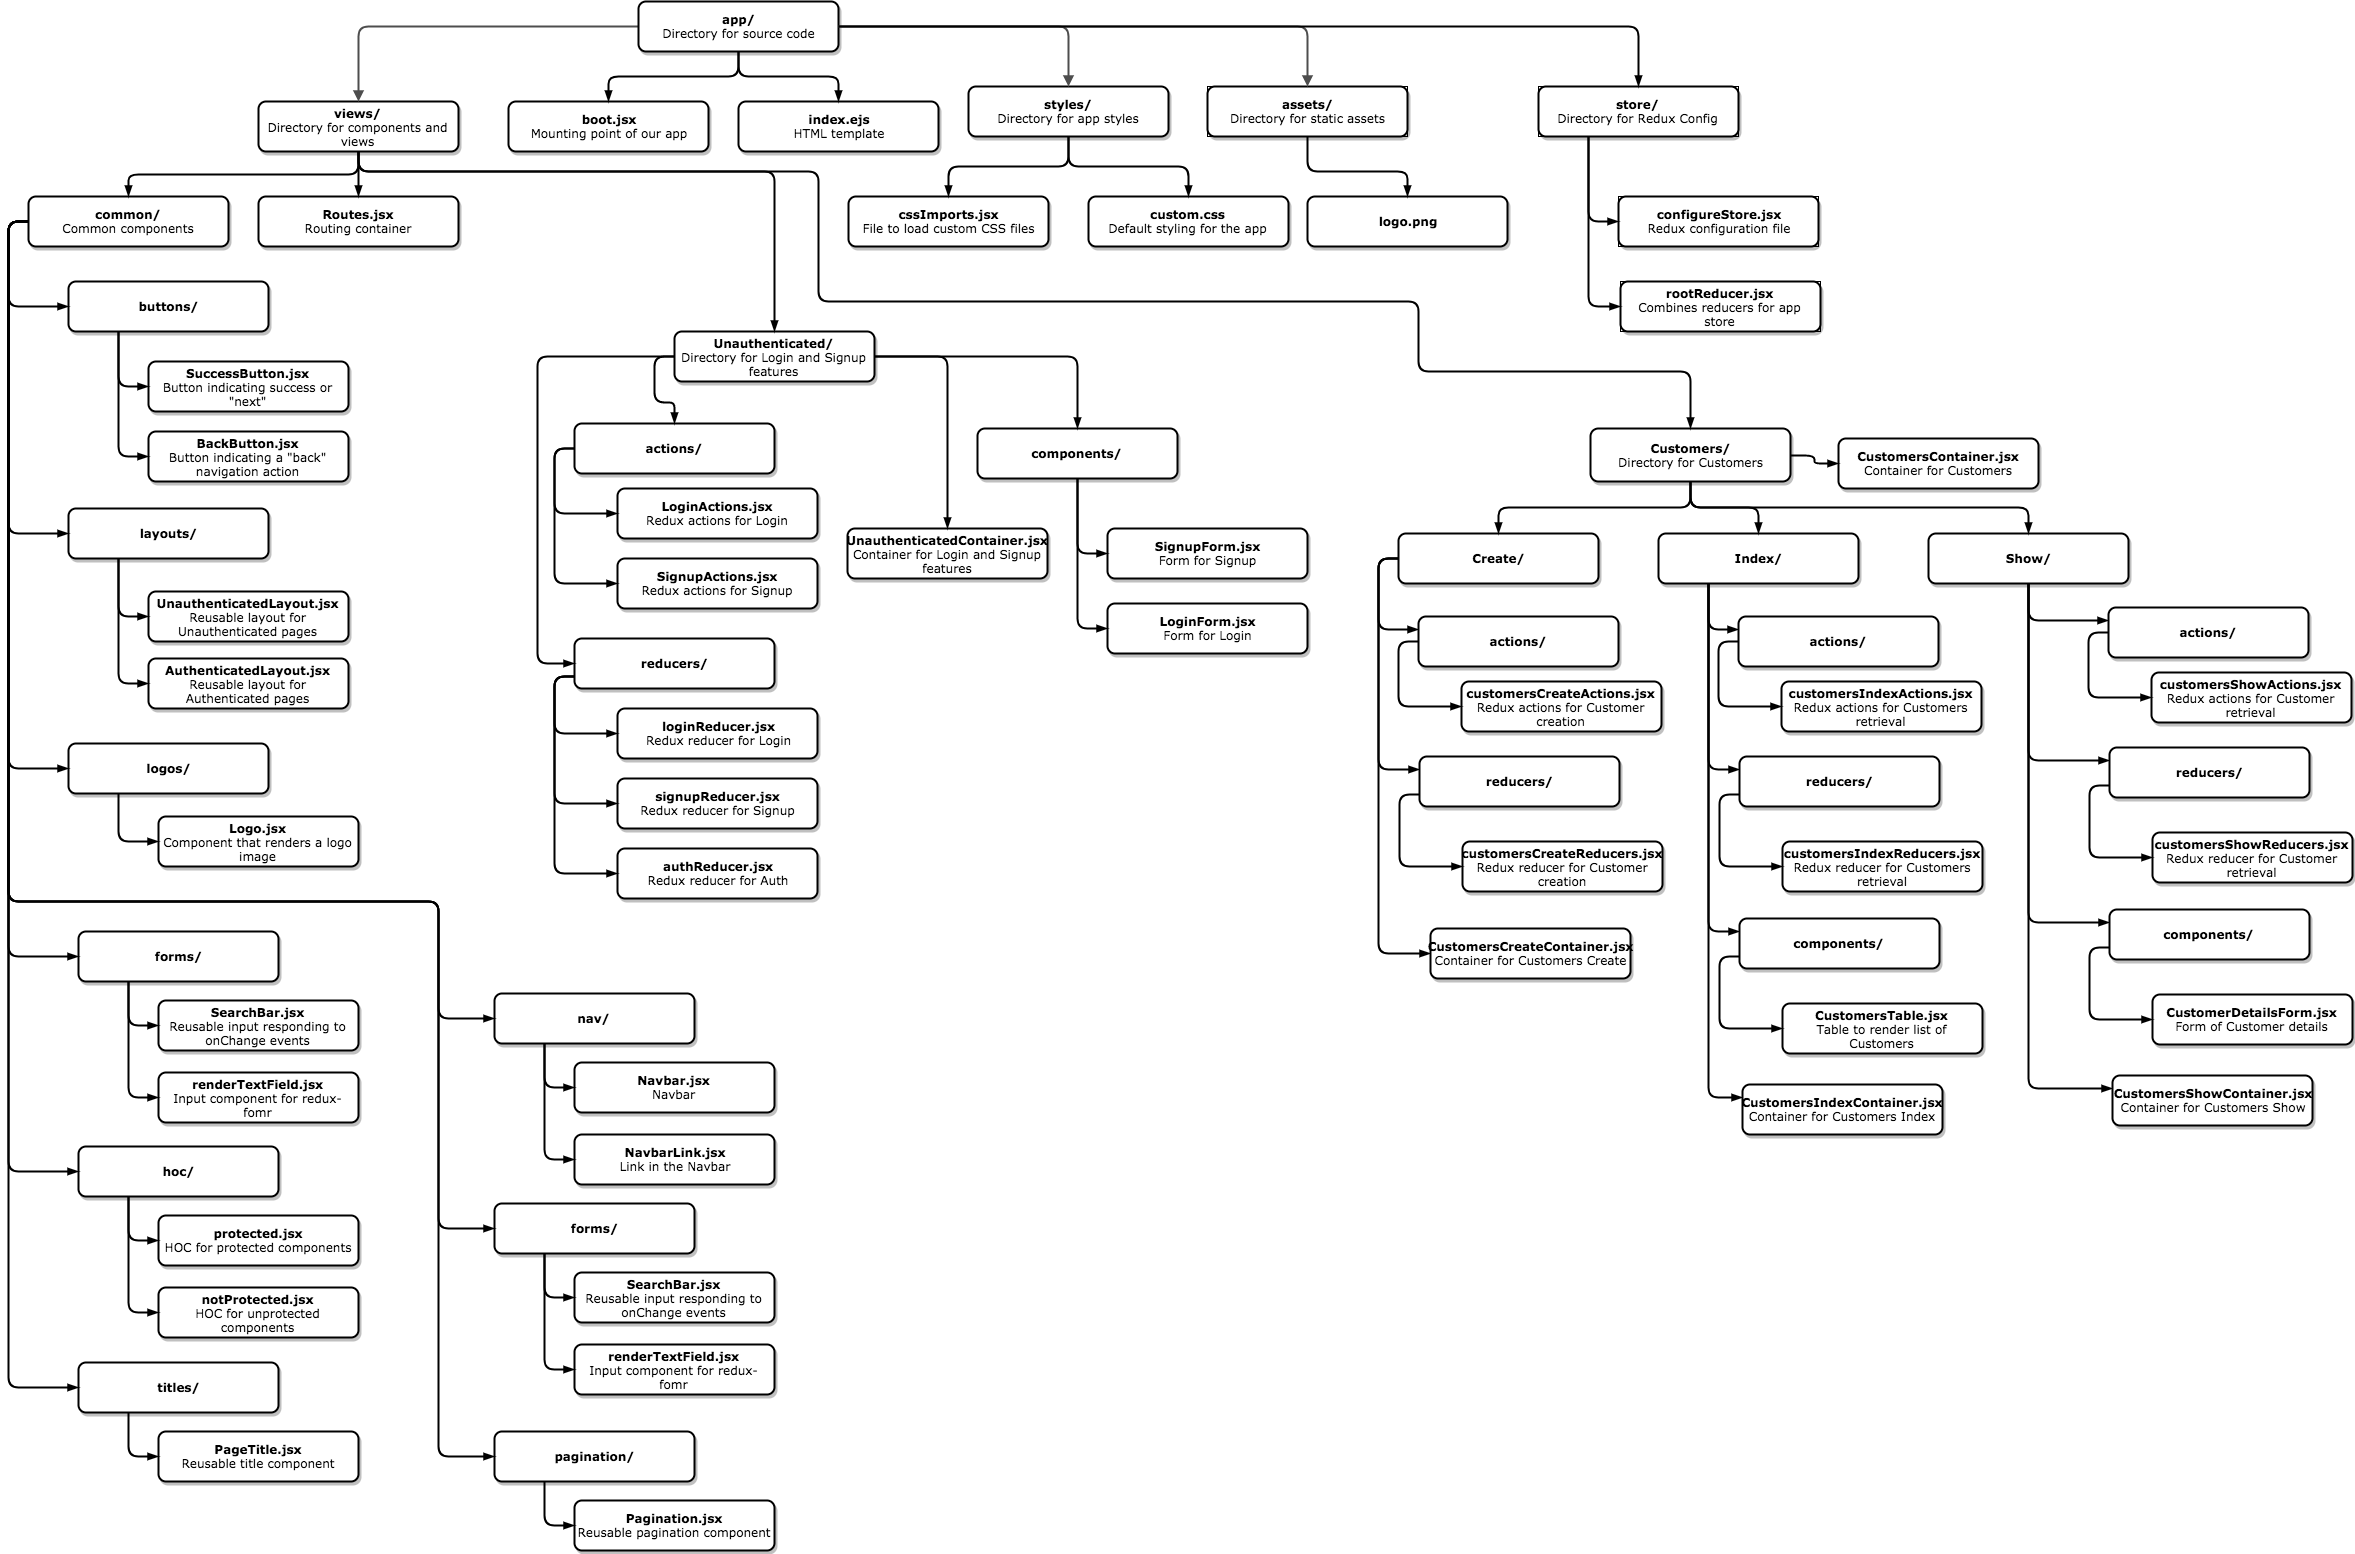 app/
Directory for source code
views/
Directory for components and
views
boot.jsx
Mounting point of our app
index.ejs
HTML template
styles/
Directory for app styles
assets/
Directory for static assets
store/
Directory for Redux Config
common/
Common components
Routes.jsx
Routing container
cssImports.jsx
File to load custom CSS files
custom.css
Default styling for the app
logo.png
configureStore.jsx
Redux configuration file
rootReducer.jsx
Combines reducers for app
store
buttons/
SuccessButton.jsx
Button indicating success or
"next"
BackButton.jsx
Button indicating a "back"
navigation action
layouts/
UnauthenticatedLayout.jsx
Reusable layout for
Unauthenticated pages
AuthenticatedLayout.jsx
Reusable layout for
Authenticated pages
logos/
Logo.jsx
Component that renders a logo
image
forms/
SearchBar.jsx
Reusable input responding to
onChange events
renderTextField.jsx
Input component for redux-
fomr
hoc/
protected.jsx
HOC for protected components
notProtected.jsx
HOC for unprotected
components
titles/
PageTitle.jsx
Reusable title component
nav/
Navbar.jsx
Navbar
NavbarLink.jsx
Link in the Navbar
forms/
SearchBar.jsx
Reusable input responding to
onChange events
renderTextField.jsx
Input component for redux-
fomr
pagination/
Pagination.jsx
Reusable pagination component
Unauthenticated/
Directory for Login and Signup
features
actions/
LoginActions.jsx
Redux actions for Login
SignupActions.jsx
Redux actions for Signup
reducers/
loginReducer.jsx
Redux reducer for Login
signupReducer.jsx
Redux reducer for Signup
authReducer.jsx
Redux reducer for Auth
UnauthenticatedContainer.jsx
Container for Login and Signup
features
components/
SignupForm.jsx
Form for Signup
LoginForm.jsx
Form for Login
Customers/
Directory for Customers
CustomersContainer.jsx
Container for Customers
Create/
actions/
customersCreateActions.jsx
Redux actions for Customer
creation
reducers/
customersCreateReducers.jsx
Redux reducer for Customer
creation
CustomersCreateContainer.jsx
Container for Customers Create
Index/
actions/
customersIndexActions.jsx
Redux actions for Customers
retrieval
reducers/
customersIndexReducers.jsx
Redux reducer for Customers
retrieval
components/
CustomersTable.jsx
Table to render list of
Customers
CustomersIndexContainer.jsx
Container for Customers Index
Show/
actions/
customersShowActions.jsx
Redux actions for Customer
retrieval
reducers/
customersShowReducers.jsx
Redux reducer for Customer
retrieval
components/
CustomerDetailsForm.jsx
Form of Customer details
CustomersShowContainer.jsx
Container for Customers Show